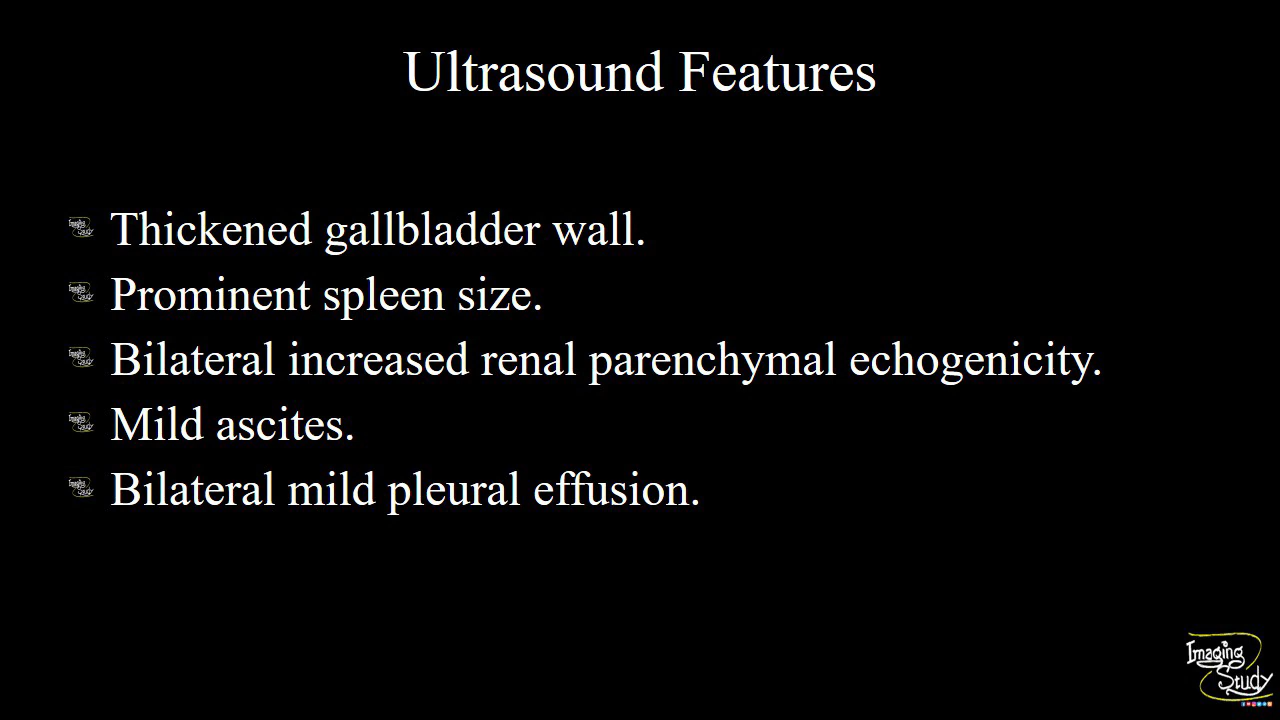 Ultrasound Features
Thickened gallbladder wall.
Prominent spleen size.
Bilateral increased renal parenchymal echogenicity.
Mild ascites.
Bilateral mild pleural effusion.
Imaging
Study